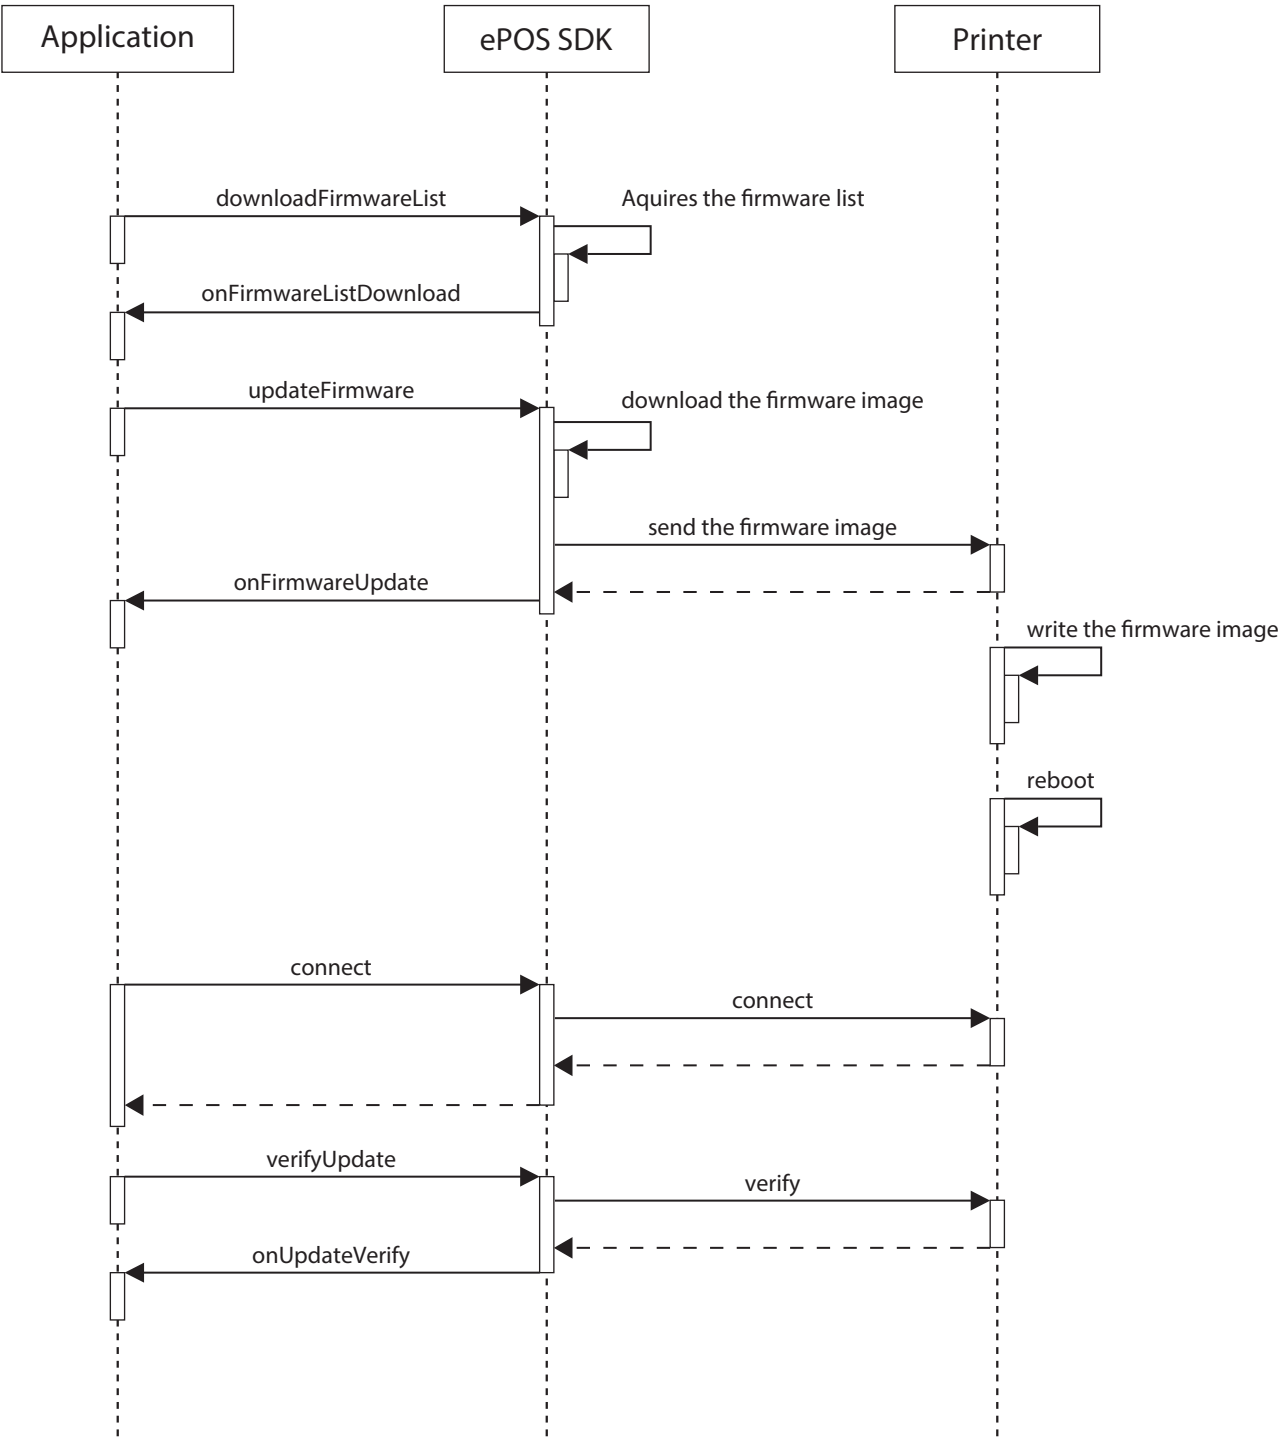 Application
ePOS SDK
Printer
downloadFirmwareList
Aquires the firmware list
onFirmwareListDownload
updateFirmware
download the firmware image
send the firmware image
onFirmwareUpdate
write the firmware image
reboot
connect
connect
verifyUpdate
verify
onUpdateVerify